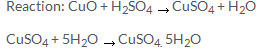 Reaction: CuO + H₂SO₄ → CuSO₄ + H₂O
CuSO₄ + 5H₂O → CuSO₄. 5H₂O